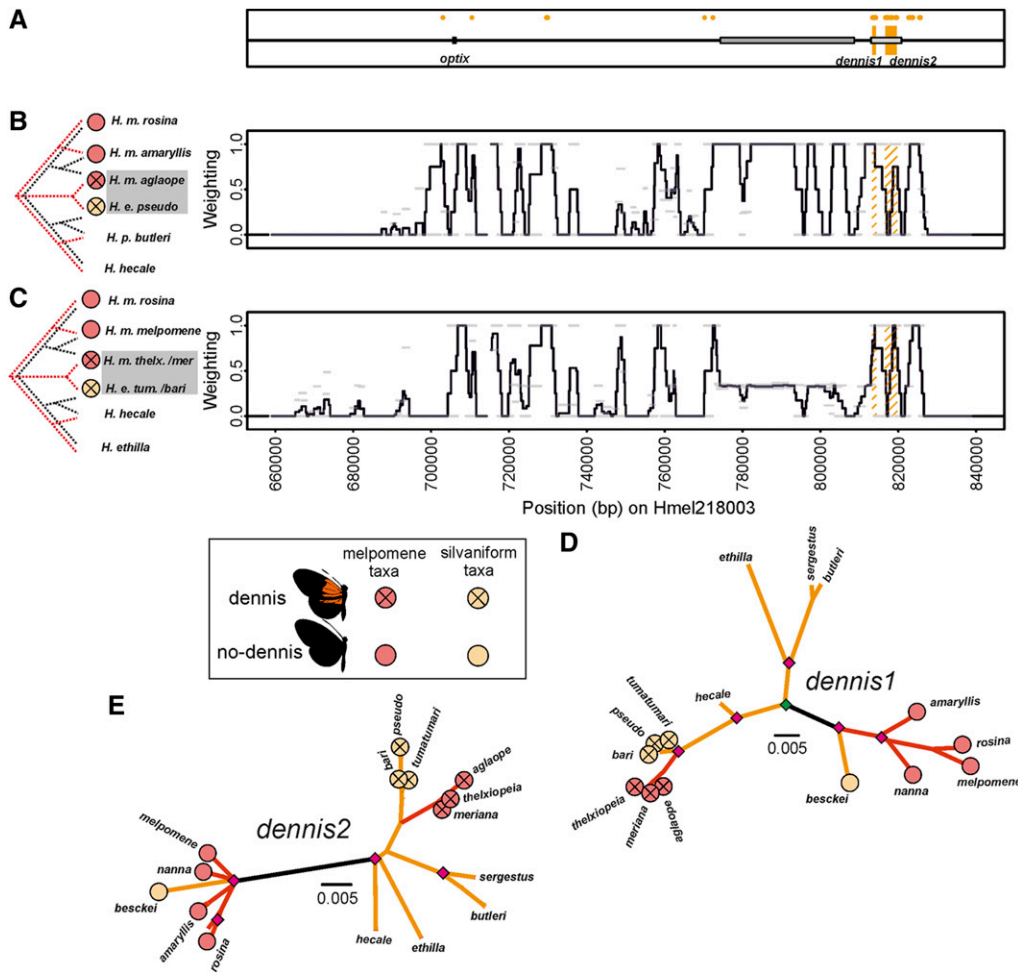 A
optix
dennis1
dennis2
B
H. m. rosina
H. m. amaryllis
H. m. aglaope
H. e. pseudo
H. p. butleri
H. hecale
Weighting
1.0
0.5
0.0
C
H. m. rosina
H. m. melpomene
H. m. thelx. /mer
H. e. tum. /bari
H. hecale
H. ethilla
Weighting
1.0
0.5
0.0
660000
680000
700000
720000
740000
760000
780000
800000
820000
840000
Position (bp) on Hmel218003
melpomene taxa
silvaniform taxa
dennis
no-dennis
D
ethilla
sergestus
butleri
dennis1
hecale
tumatumari
pseudo
bari
thelxiopeia
meriana
aglaope
0.005
amaryllis
rosina
melpomene
nanna
besckei
E
pseudo
bari
tumatumari
aglaope
thelxiopeia
meriana
dennis2
melpomene
nanna
besckei
amaryllis
rosina
0.005
sergestus
butleri
hecale
ethilla